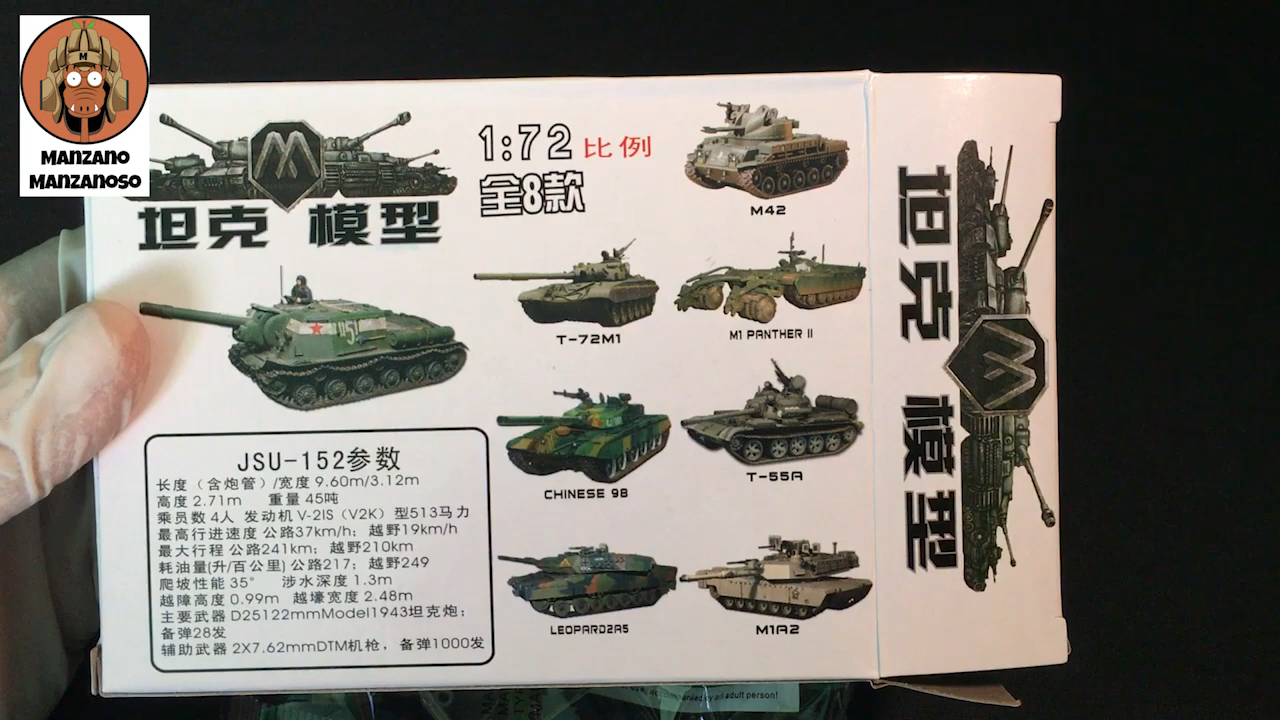 M
MANZANO
MANZANOSO
M
1:72 比例
全8款
坦克 模型
M42
T-72M1
M1 PANTHER II
151
CHINESE 98
T-55A
LEOPARD2A5
M1A2
JSU-152参数
长度(含炮管)/宽度 9.60m/3.12m
高度 2.71m 重量 45吨
乘员数 4人 发动机 V-2IS (V2K) 型513马力
最高行进速度 公路37km/h; 越野19km/h
最大行程 公路241km; 越野210km
耗油量(升/百公里) 公路217; 越野249
爬坡性能 35° 涉水深度 1.3m
越障高度 0.99m 越壕宽度 2.48m
主要武器 D25122mmModel1943坦克炮;
备弹28发
辅助武器 2X7.62mmDTM机枪, 备弹1000发
坦克 模型
M
accompanied by an adult person!